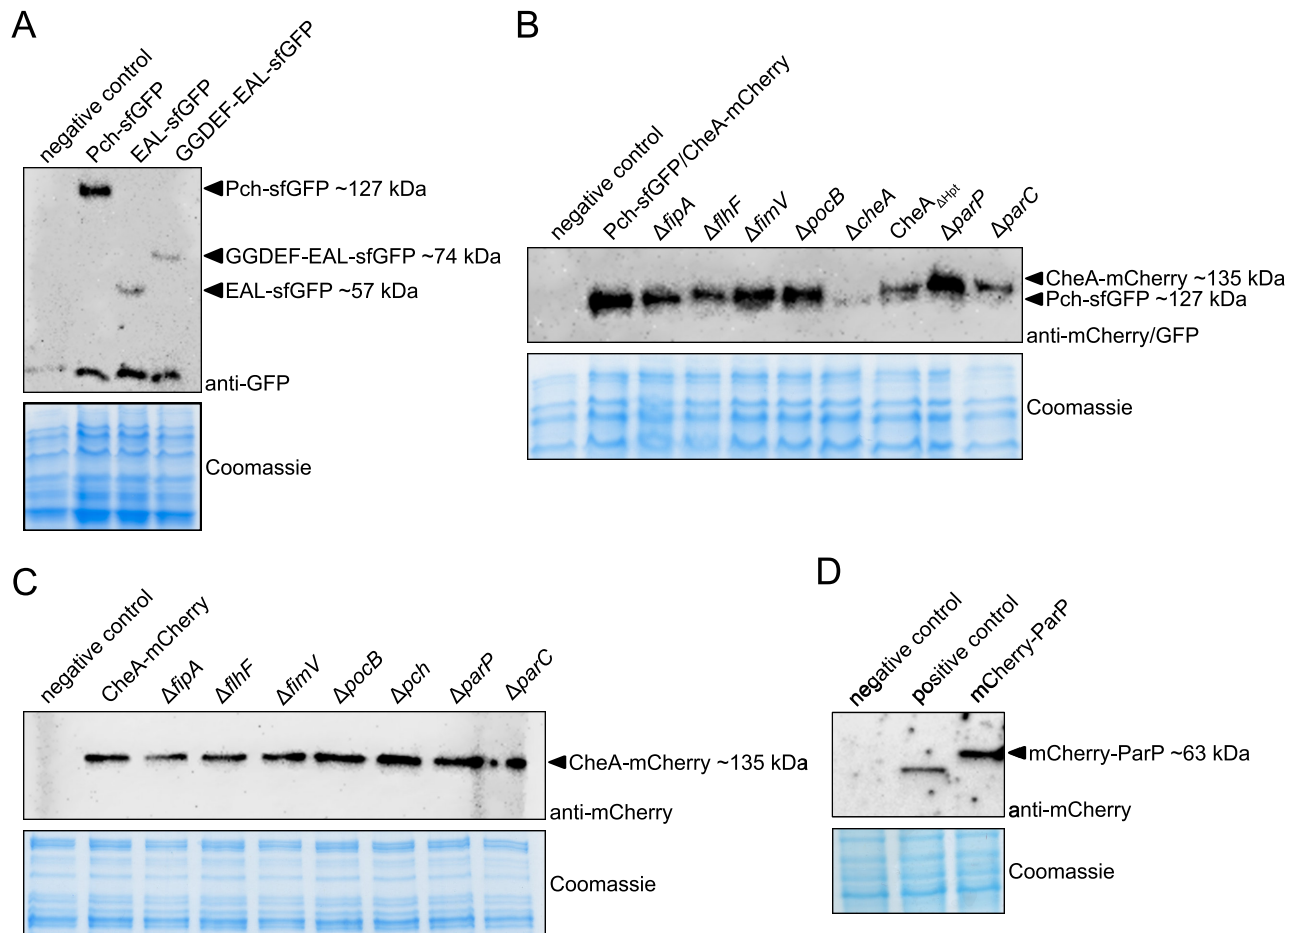 A
negative control
Pch-sfGFP
EAL-sfGFP
GGDEF-EAL-sfGFP
Pch-sfGFP ~127 kDa
GGDEF-EAL-sfGFP ~74 kDa
EAL-sfGFP ~57 kDa
anti-GFP
Coomassie
B
negative control
Pch-sfGFP/CheA-mCherry
ΔfipA
ΔflhF
ΔfimV
ΔpocB
ΔcheA
CheAΔHpt
ΔparP
ΔparC
CheA-mCherry ~135 kDa
Pch-sfGFP ~127 kDa
anti-mCherry/GFP
Coomassie
C
negative control
CheA-mCherry
ΔfipA
ΔflhF
ΔfimV
ΔpocB
Δpch
ΔparP
ΔparC
CheA-mCherry ~135 kDa
anti-mCherry
Coomassie
D
negative control
positive control
mCherry-ParP
mCherry-ParP ~63 kDa
anti-mCherry
Coomassie